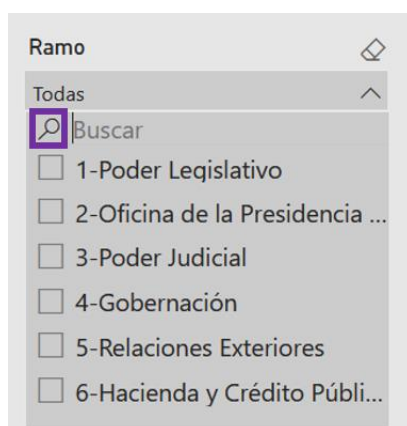 Ramo
Todas
Buscar
1-Poder Legislativo
2-Oficina de la Presidencia ...
3-Poder Judicial
4-Gobernación
5-Relaciones Exteriores
6-Hacienda y Crédito Públi...